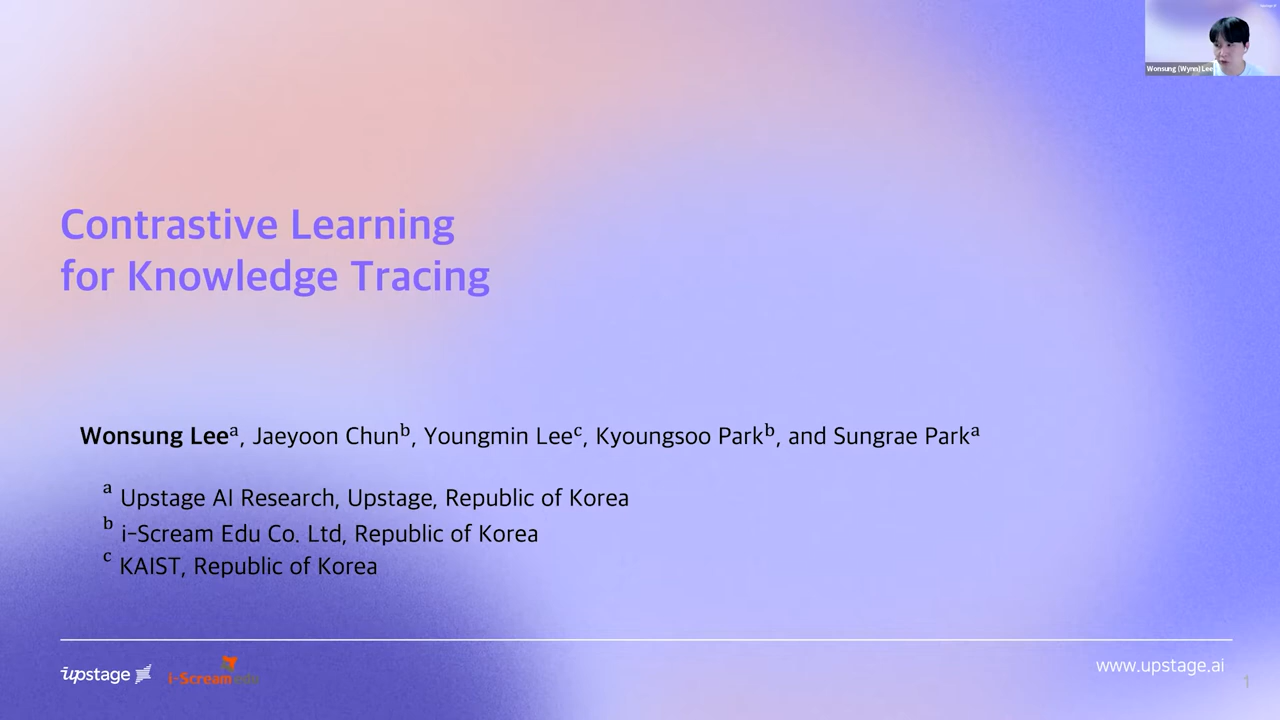 Wonsung (Wynn) Lee
Contrastive Learning
for Knowledge Tracing
Wonsung Leeᵃ, Jaeyoon Chunᵇ, Youngmin Leeᶜ, Kyoungsoo Parkᵇ, and Sungrae Parkᵃ
ᵃ Upstage AI Research, Upstage, Republic of Korea
ᵇ i-Scream Edu Co. Ltd, Republic of Korea
ᶜ KAIST, Republic of Korea
upstage
i-Scream edu
www.upstage.ai
1